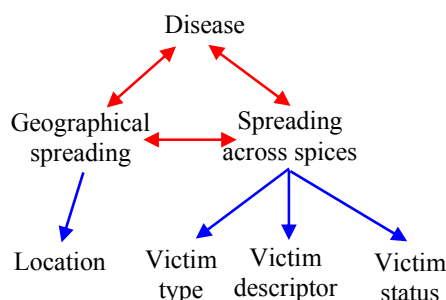 Disease
Geographical
spreading
Spreading
across spices
Location
Victim
type
Victim
descriptor
Victim
status